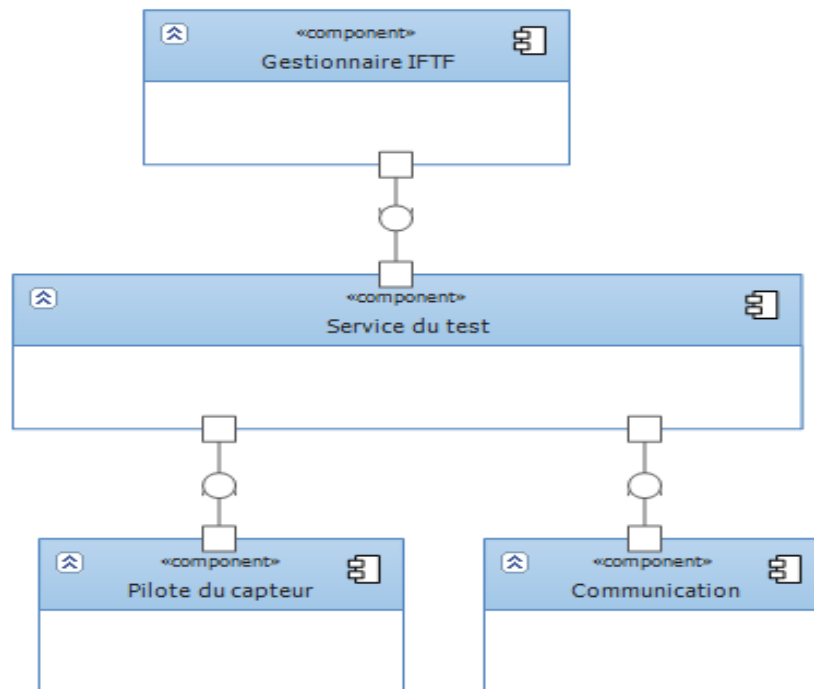 «component»
Gestionnaire IFTF
«component»
Service du test
«component»
Pilote du capteur
«component»
Communication